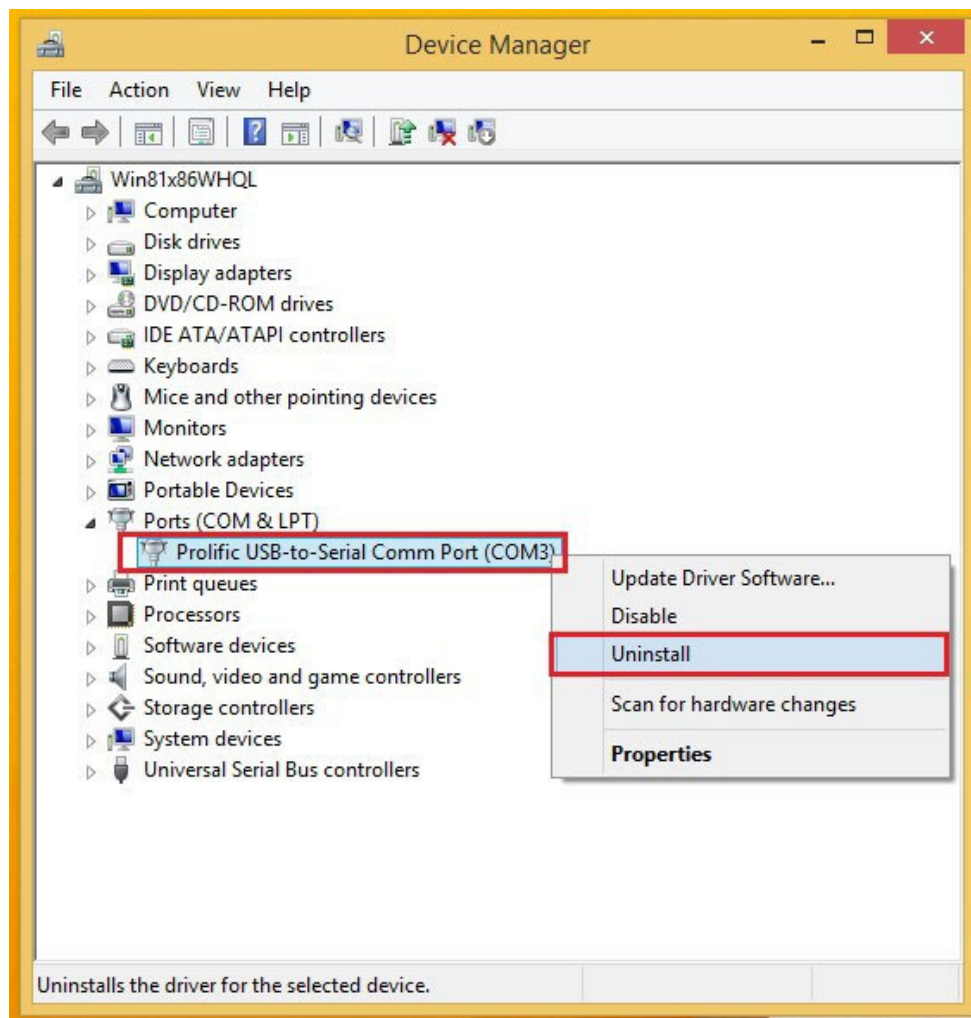 Device Manager
File Action View Help
Win81x86WHQL
Computer
Disk drives
Display adapters
DVD/CD-ROM drives
IDE ATA/ATAPI controllers
Keyboards
Mice and other pointing devices
Monitors
Network adapters
Portable Devices
Ports (COM & LPT)
Prolific USB-to-Serial Comm Port (COM3)
Print queues
Processors
Software devices
Sound, video and game controllers
Storage controllers
System devices
Universal Serial Bus controllers
Update Driver Software...
Disable
Uninstall
Scan for hardware changes
Properties
Uninstalls the driver for the selected device.